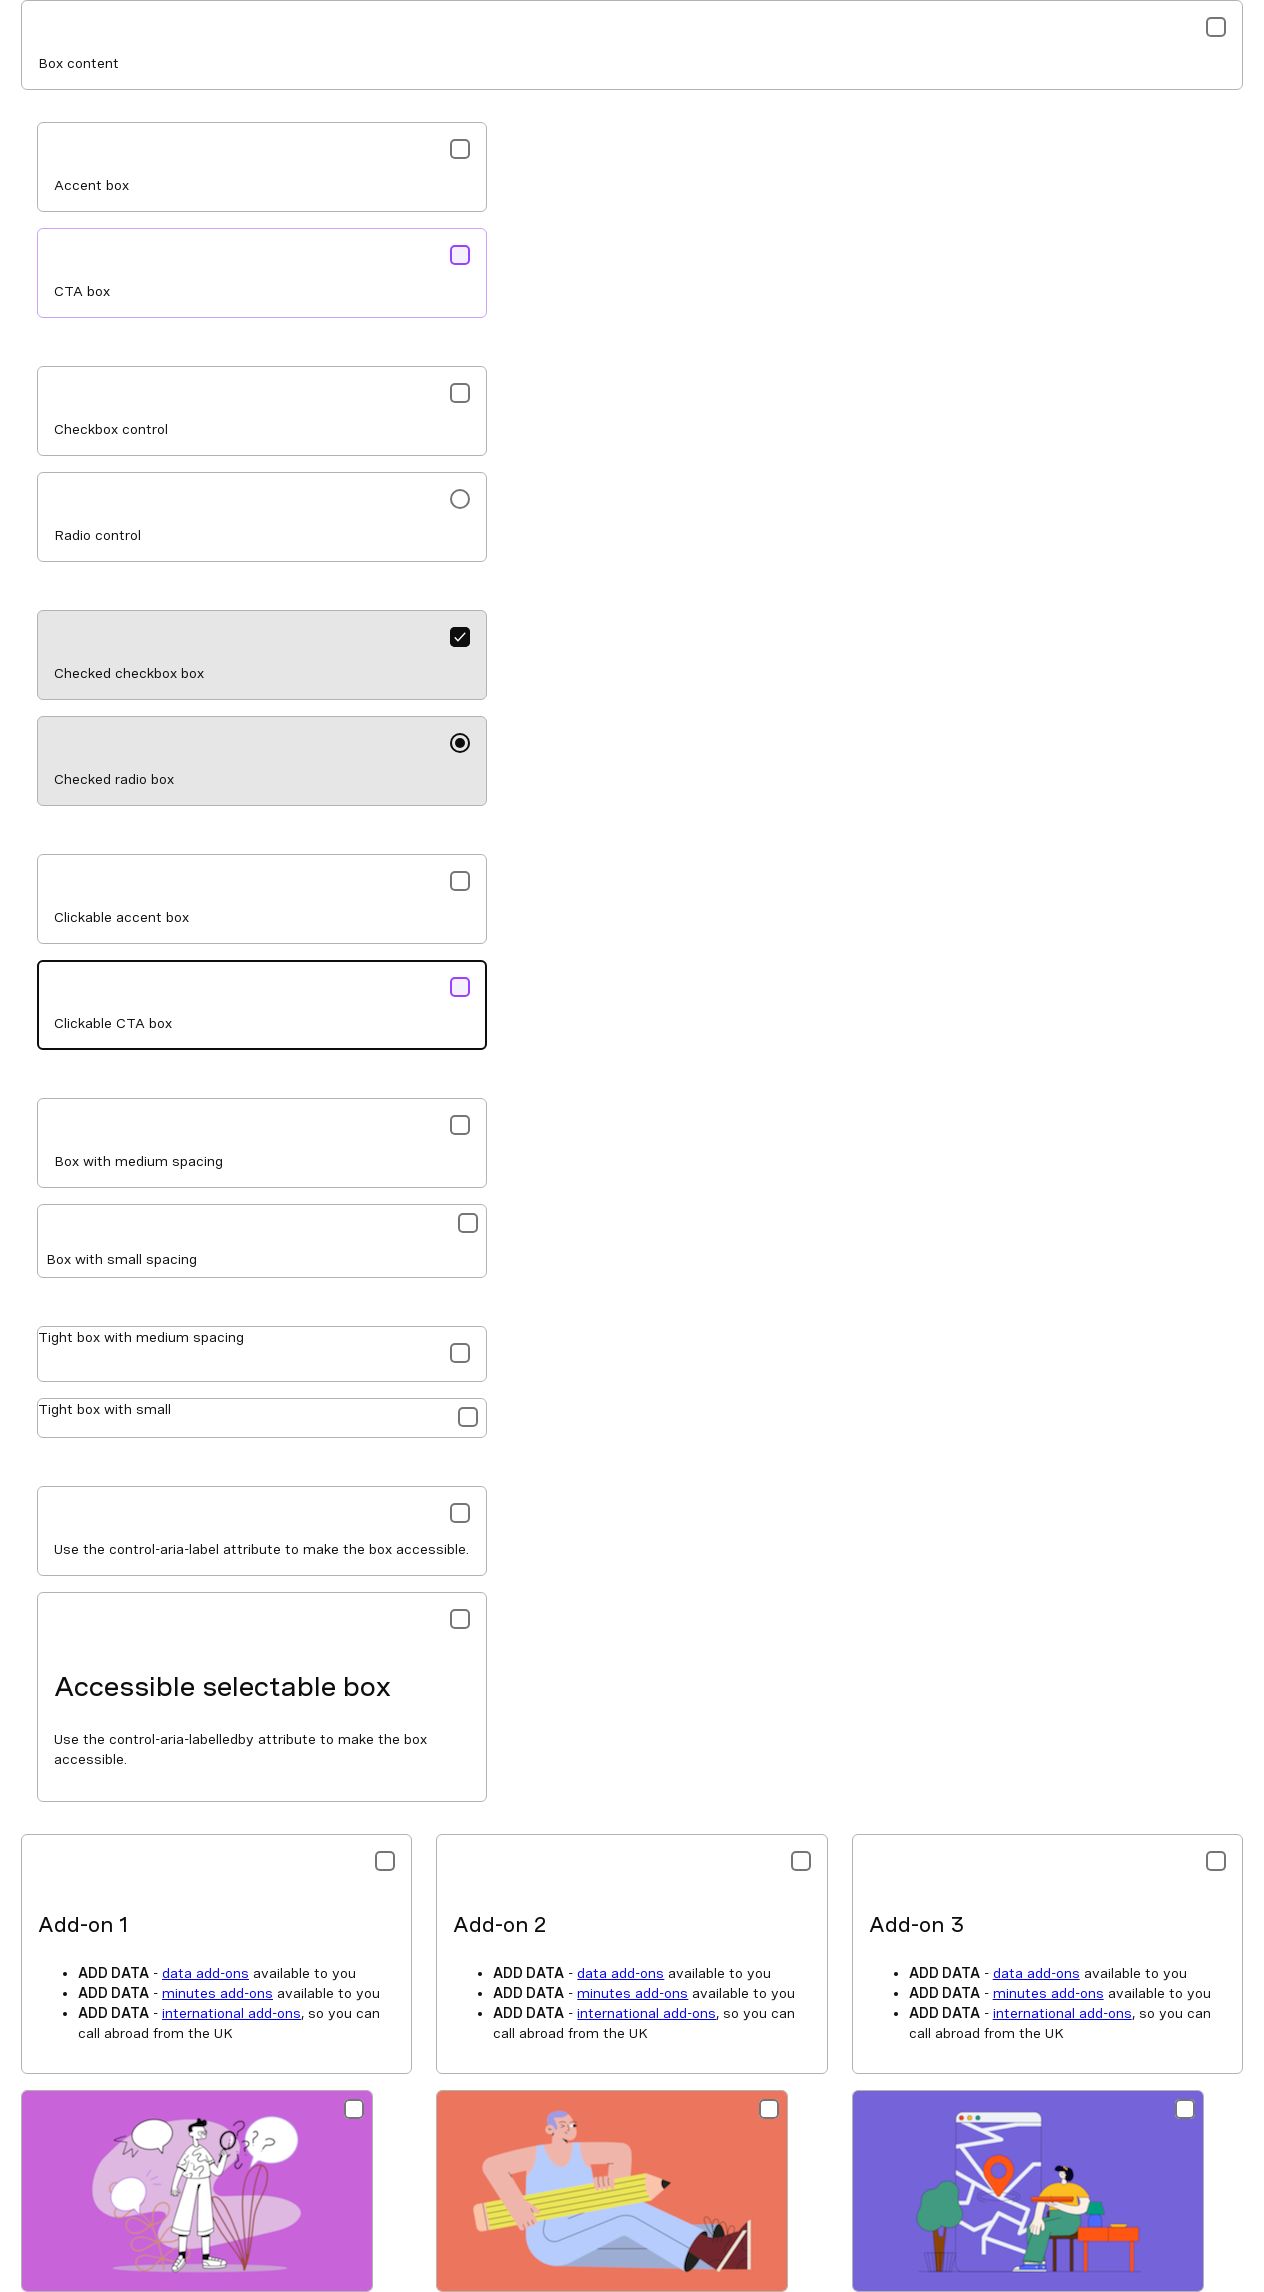 Box content
Accent box
CTA box
Checkbox control
Radio control
Checked checkbox box
Checked radio box
Clickable accent box
Clickable CTA box
Box with medium spacing
Box with small spacing
Tight box with medium spacing
Tight box with small
Use the control-aria-label attribute to make the box accessible.
Accessible selectable box
Use the control-aria-labelledby attribute to make the box
accessible.
Add-on 1
• ADD DATA - data add-ons available to you
• ADD DATA - minutes add-ons available to you
• ADD DATA - international add-ons, so you can
call abroad from the UK
Add-on 2
• ADD DATA - data add-ons available to you
• ADD DATA - minutes add-ons available to you
• ADD DATA - international add-ons, so you can
call abroad from the UK
Add-on 3
• ADD DATA - data add-ons available to you
• ADD DATA - minutes add-ons available to you
• ADD DATA - international add-ons, so you can
call abroad from the UK